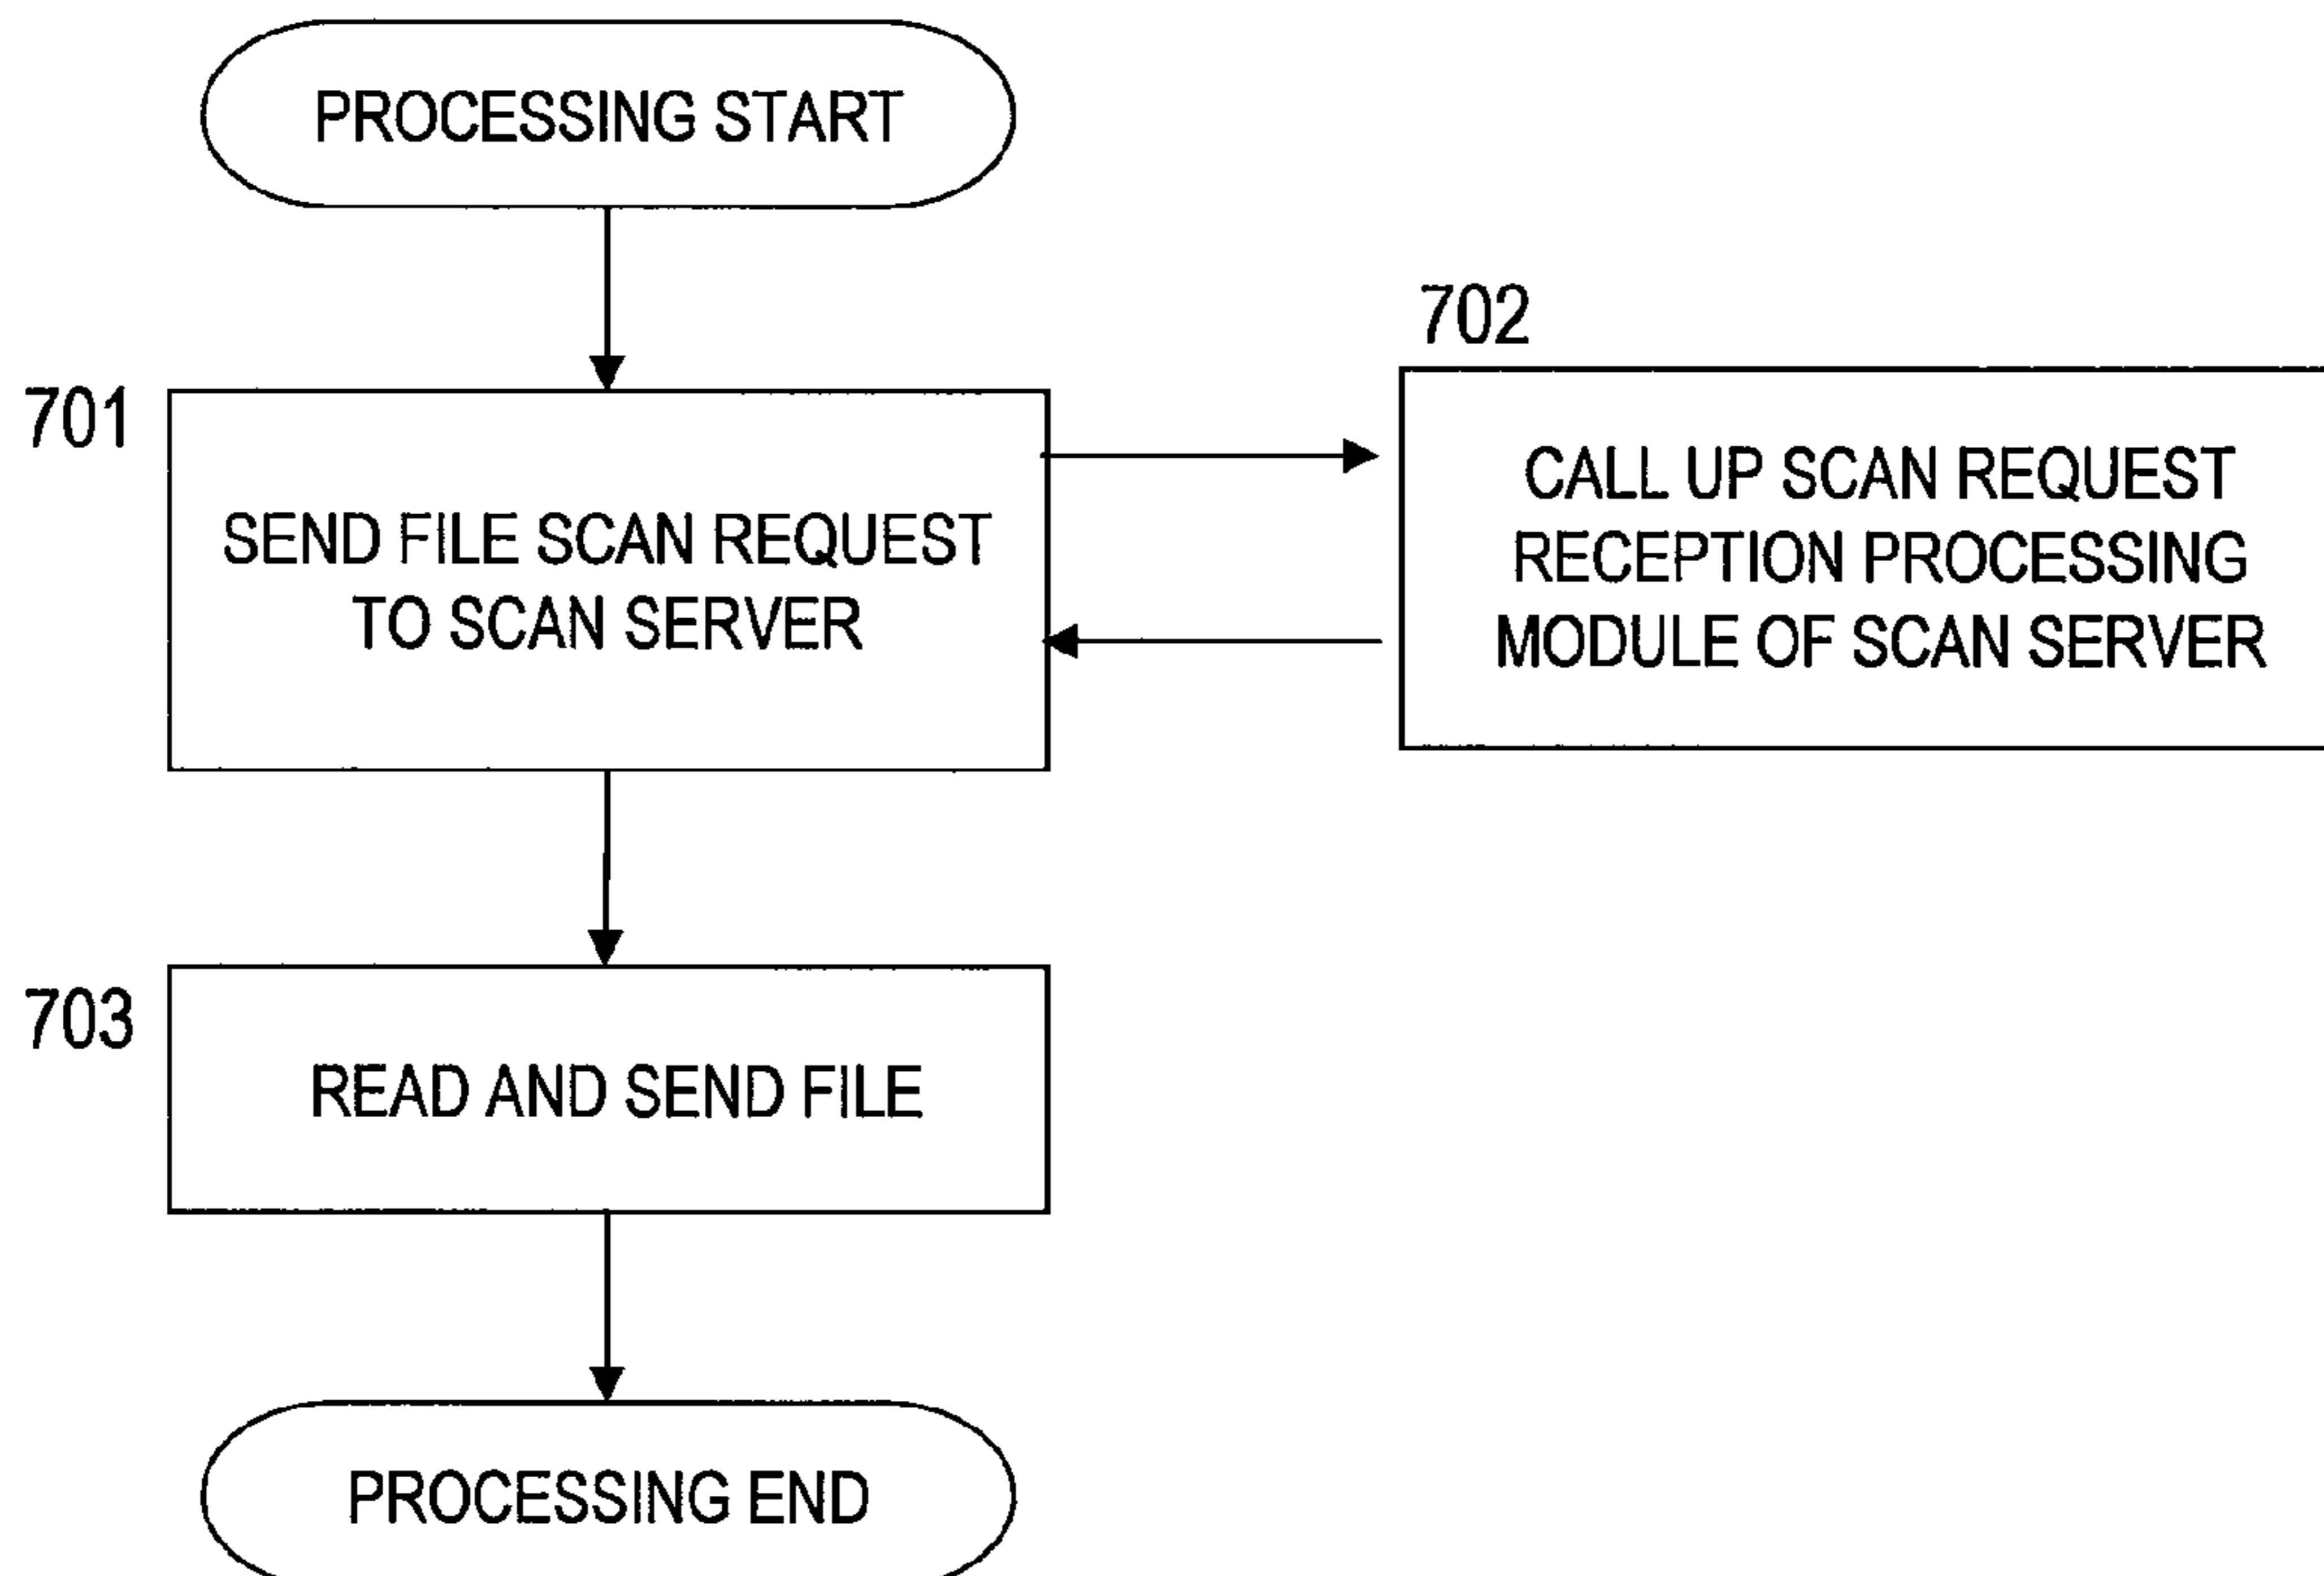 PROCESSING START
701
SEND FILE SCAN REQUEST
TO SCAN SERVER
702
CALL UP SCAN REQUEST
RECEPTION PROCESSING
MODULE OF SCAN SERVER
703
READ AND SEND FILE
PROCESSING END